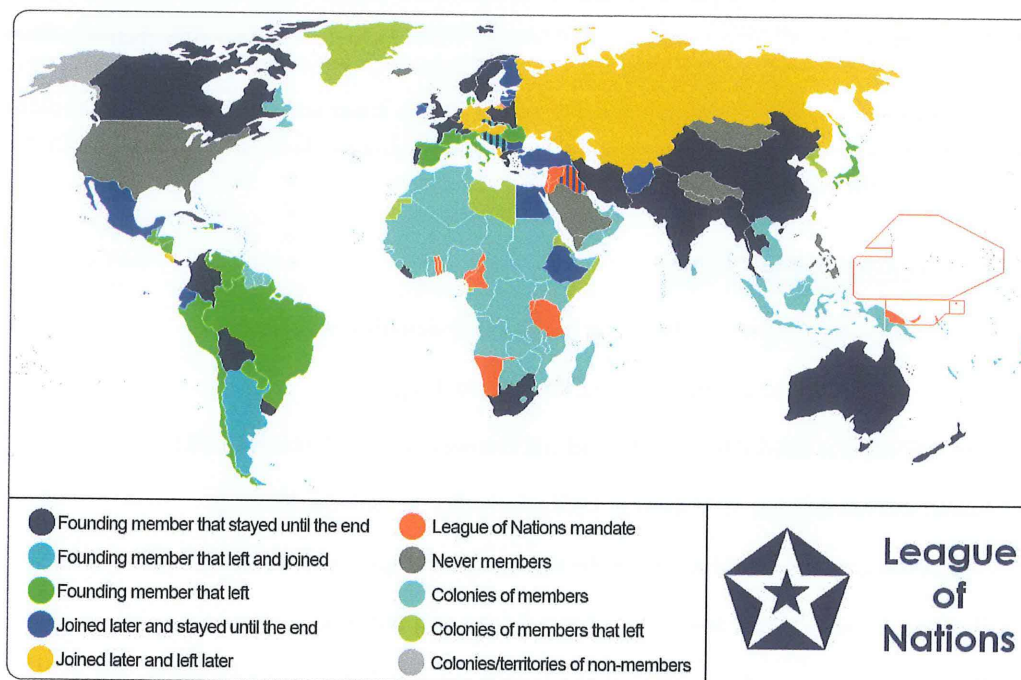 Founding member that stayed until the end
Founding member that left and joined
Founding member that left
Joined later and stayed until the end
Joined later and left later
League of Nations mandate
Never members
Colonies of members
Colonies of members that left
Colonies/territories of non-members
League
of
Nations